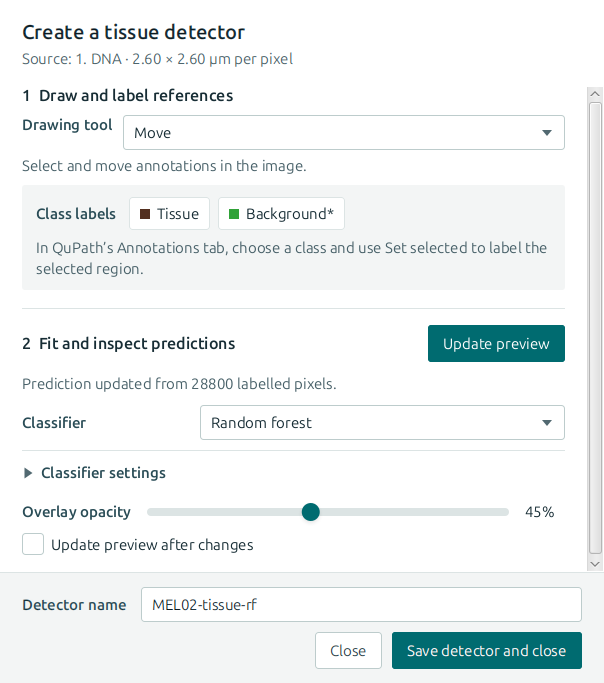 Create a tissue detector
Source: 1. DNA · 2.60 × 2.60 µm per pixel
1 Draw and label references
Drawing tool Move
Select and move annotations in the image.
Class labels Tissue Background*
In QuPath's Annotations tab, choose a class and use Set selected to label the
selected region.
2 Fit and inspect predictions Update preview
Prediction updated from 28800 labelled pixels.
Classifier Random forest
Classifier settings
Overlay opacity 45%
Update preview after changes
Detector name MEL02-tissue-rf
Close Save detector and close